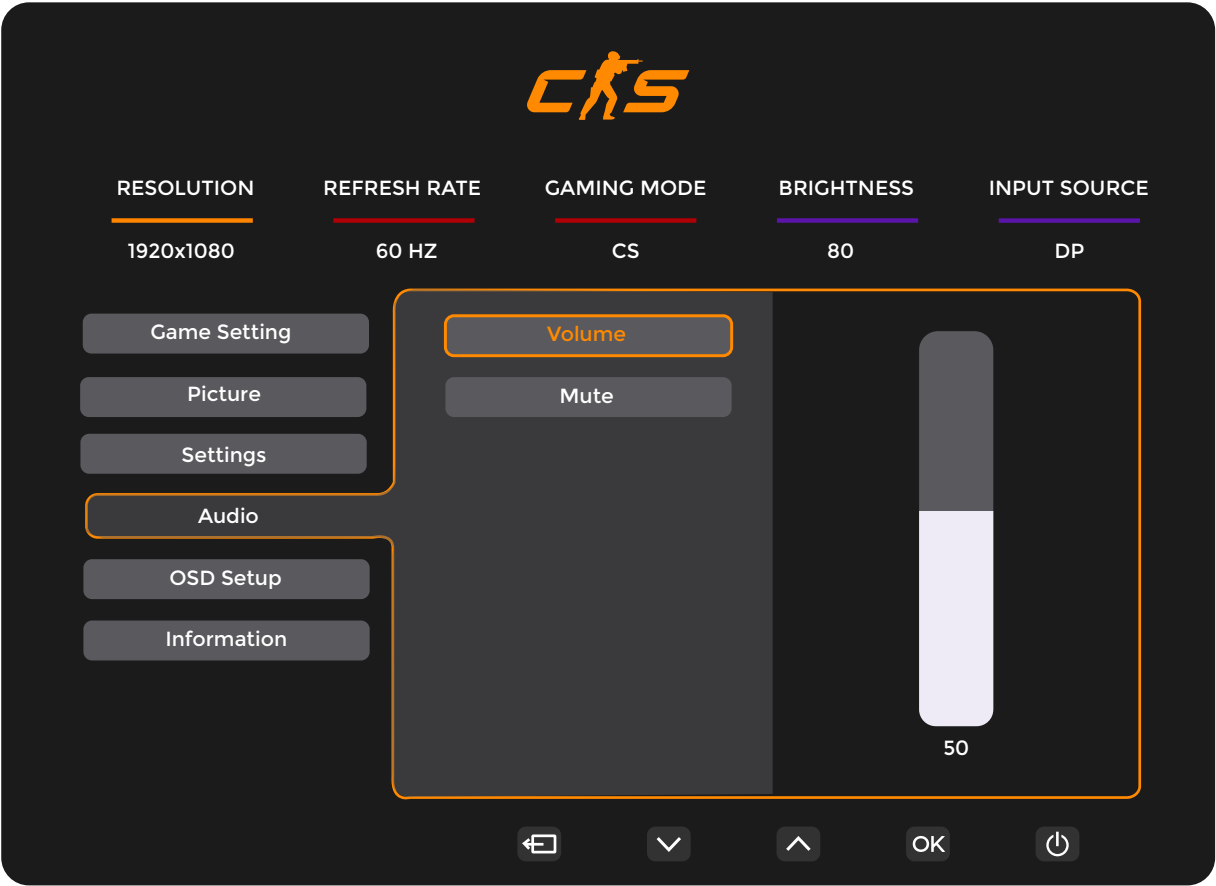 CS
RESOLUTION REFRESH RATE GAMING MODE BRIGHTNESS INPUT SOURCE
1920x1080 60 HZ CS 80 DP
Game Setting
Picture
Settings
Audio
OSD Setup
Information
Volume
Mute
50
OK